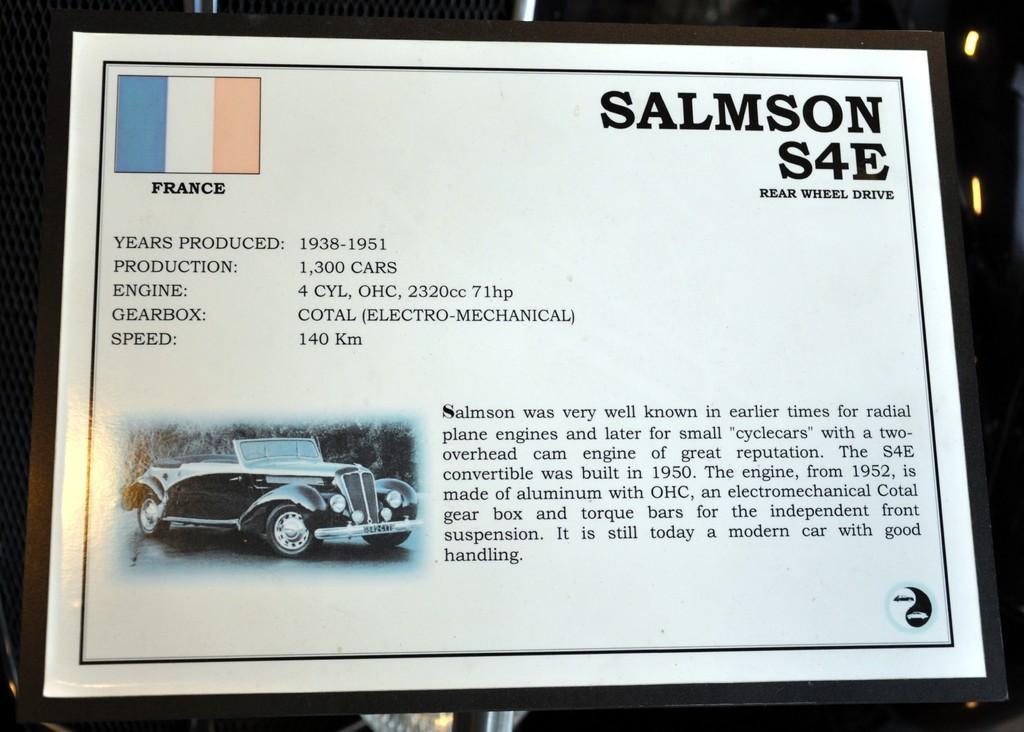 SALMSON
S4E
REAR WHEEL DRIVE
FRANCE
YEARS PRODUCED: 1938-1951
PRODUCTION: 1,300 CARS
ENGINE: 4 CYL, OHC, 2320cc 71hp
GEARBOX: COTAL (ELECTRO-MECHANICAL)
SPEED: 140 Km
Salmson was very well known in earlier times for radial
plane engines and later for small "cyclecars" with a two-
overhead cam engine of great reputation. The S4E
convertible was built in 1950. The engine, from 1952, is
made of aluminum with OHC, an electromechanical Cotal
gear box and torque bars for the independent front
suspension. It is still today a modern car with good
handling.